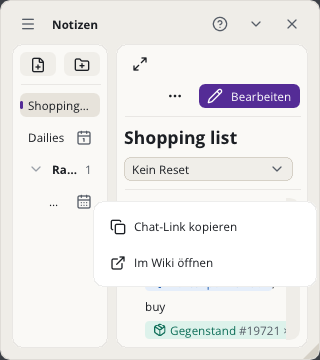 Notizen
Bearbeiten
Shopping...
Shopping list
Dailies
Ra... 1
Kein Reset
...
Chat-Link kopieren
Im Wiki öffnen
buy
Gegenstand #19721